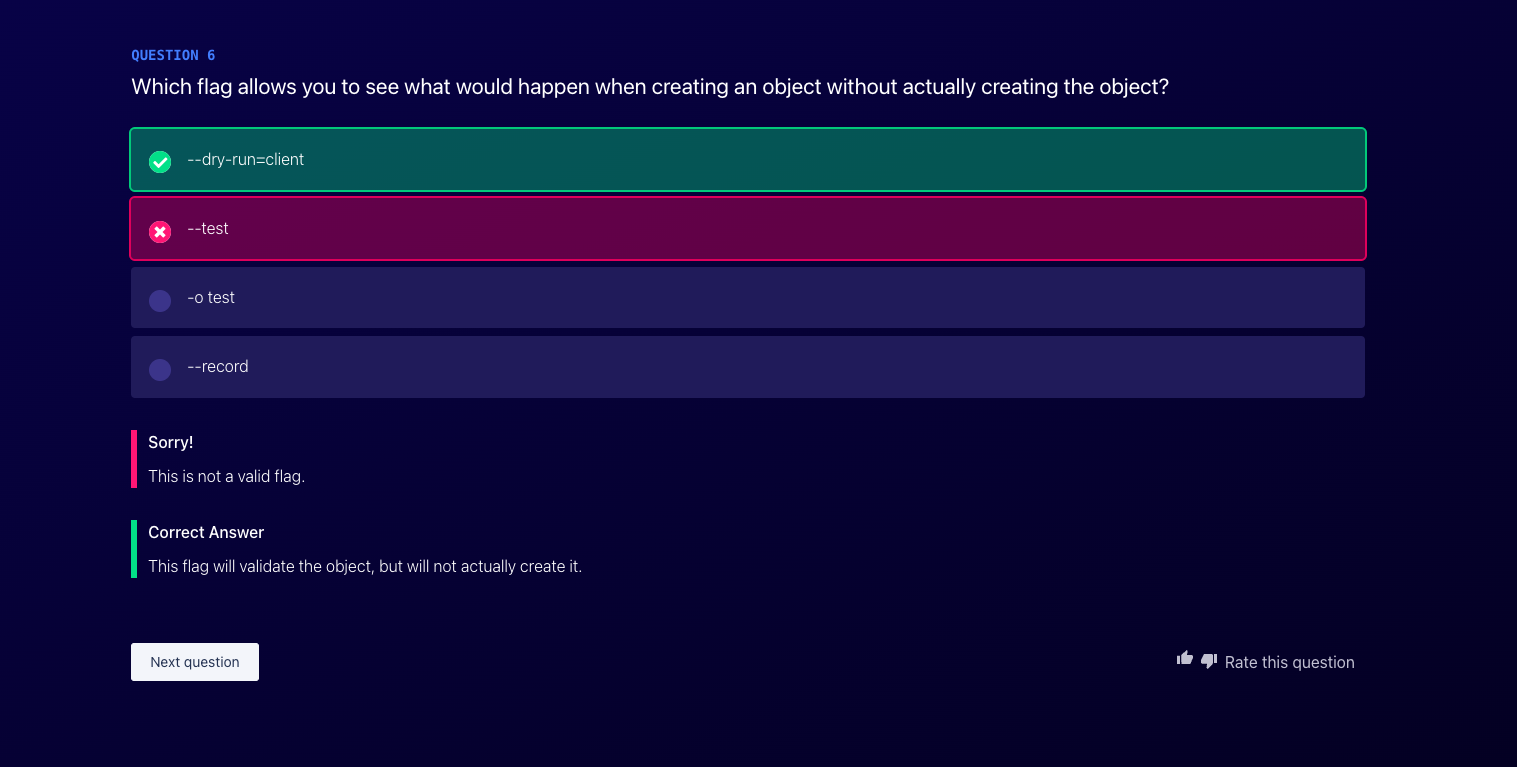 QUESTION 6
Which flag allows you to see what would happen when creating an object without actually creating the object?
--dry-run=client
--test
-o test
--record
Sorry!
This is not a valid flag.
Correct Answer
This flag will validate the object, but will not actually create it.
Next question
Rate this question